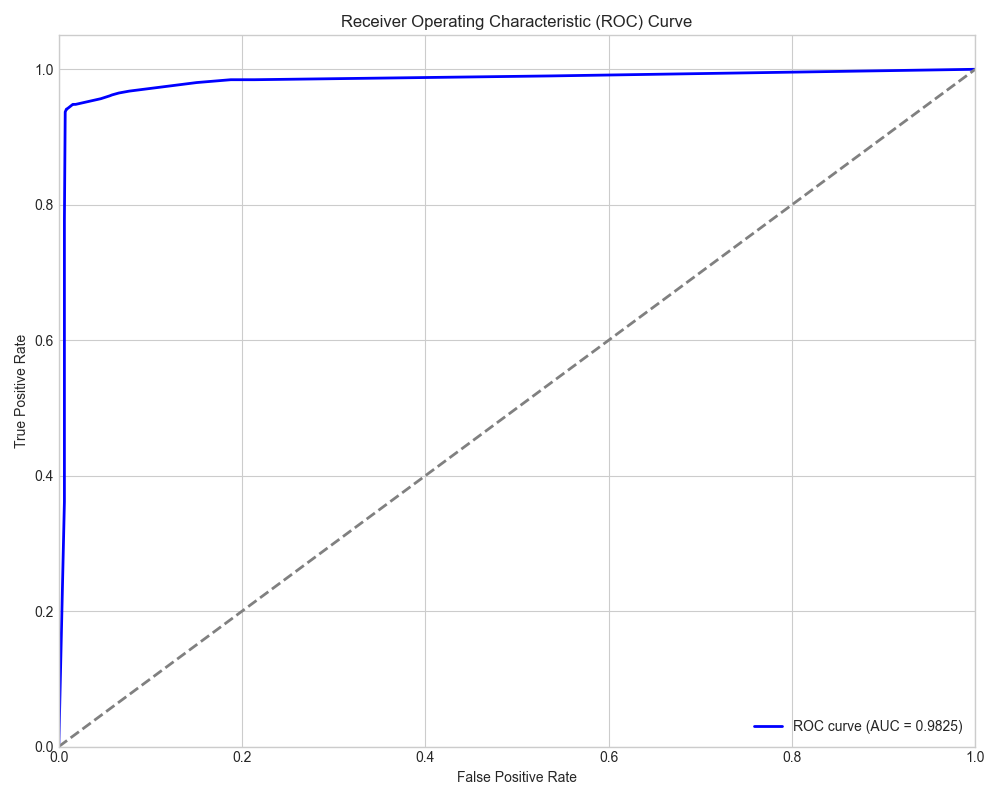 Receiver Operating Characteristic (ROC) Curve
True Positive Rate
1.0
0.8
0.6
0.4
0.2
0.0
0.0 0.2 0.4 0.6 0.8 1.0
False Positive Rate
ROC curve (AUC = 0.9825)